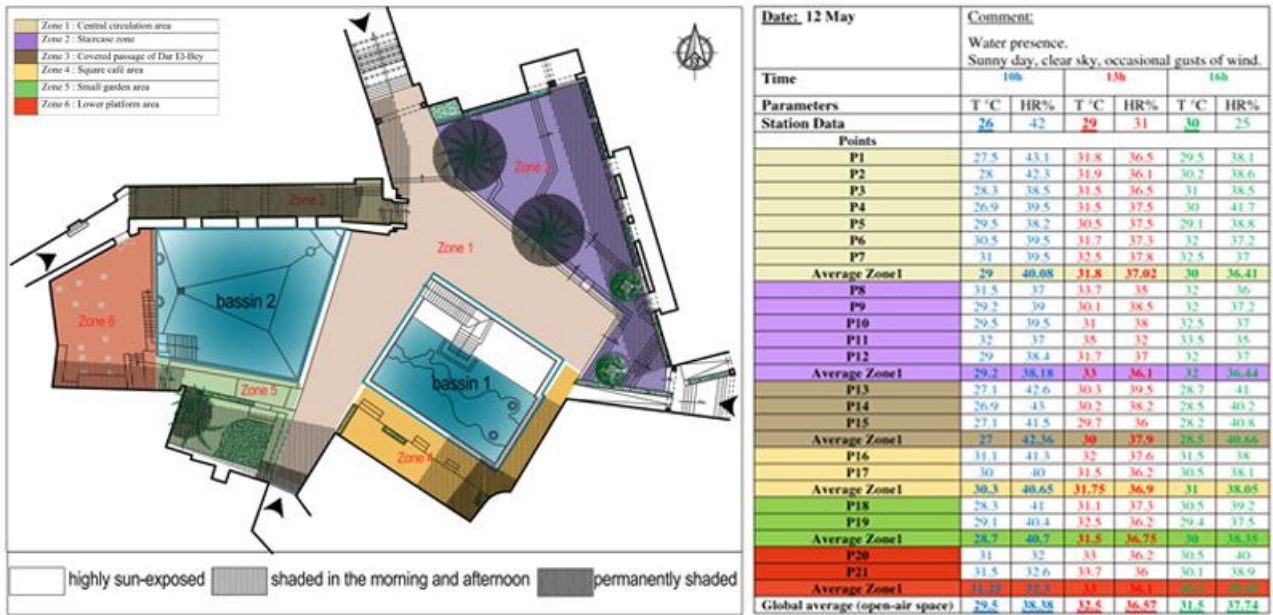 Zone 1 : Central circulation area
Zone 2 : Staircase zone
Zone 3 : Covered passage of Dar El-Bey
Zone 4 : Square café area
Zone 5 : Small garden area
Zone 6 : Lower platform area
Zone 2
Zone 3
Zone 1
bassin 2
Zone 6
bassin 1
Zone 5
Zone 4
highly sun-exposed
shaded in the morning and afternoon
permanently shaded
Date: 12 May
Comment:
Water presence.
Sunny day, clear sky, occasional gusts of wind.
Time 10h 13h 16h
Parameters T °C HR% T °C HR% T °C HR%
Station Data 26 42 29 31 30 25
Points
P1 27.5 43.1 31.8 36.5 29.5 38.1
P2 28 42.3 31.9 36.1 30.2 38.6
P3 28.3 38.5 31.5 36.5 31 38.5
P4 26.9 39.5 31.5 37.5 30 41.7
P5 29.5 38.2 30.5 37.5 29.1 38.8
P6 30.5 39.5 31.7 37.3 32 37.2
P7 31 39.5 32.5 37.8 32.5 37
Average Zone1 29 40.08 31.8 37.02 30 36.41
P8 31.5 37 33.7 35 32 36
P9 29.2 39 30.1 38.5 32 37.2
P10 29.5 39.5 31 38 32.5 37
P11 32 37 35 32 33.5 35
P12 29 38.4 31.7 37 32 37
Average Zone1 29.2 38.18 33 36.1 32 36.44
P13 27.1 42.6 30.3 39.5 28.7 41
P14 26.9 43 30.2 38.2 28.5 40.2
P15 27.1 41.5 29.7 36 28.2 40.8
Average Zone1 27 42.36 30 37.9 28.5 40.66
P16 31.1 41.3 32 37.6 31.5 38
P17 30 40 31.5 36.2 30.5 38.1
Average Zone1 30.3 40.65 31.75 36.9 31 38.05
P18 28.3 41 31.1 37.3 30.5 39.2
P19 29.1 40.4 32.5 36.2 29.4 37.5
Average Zone1 28.7 40.7 31.5 36.75 30 38.35
P20 31 32 33 36.2 30.5 40
P21 31.5 32.6 33.7 36 30.1 38.9
Average Zone1 31.25 32.3 33 36.1
Global average (open-air space) 29.5 38.38 32.5 36.57 31.5 37.74